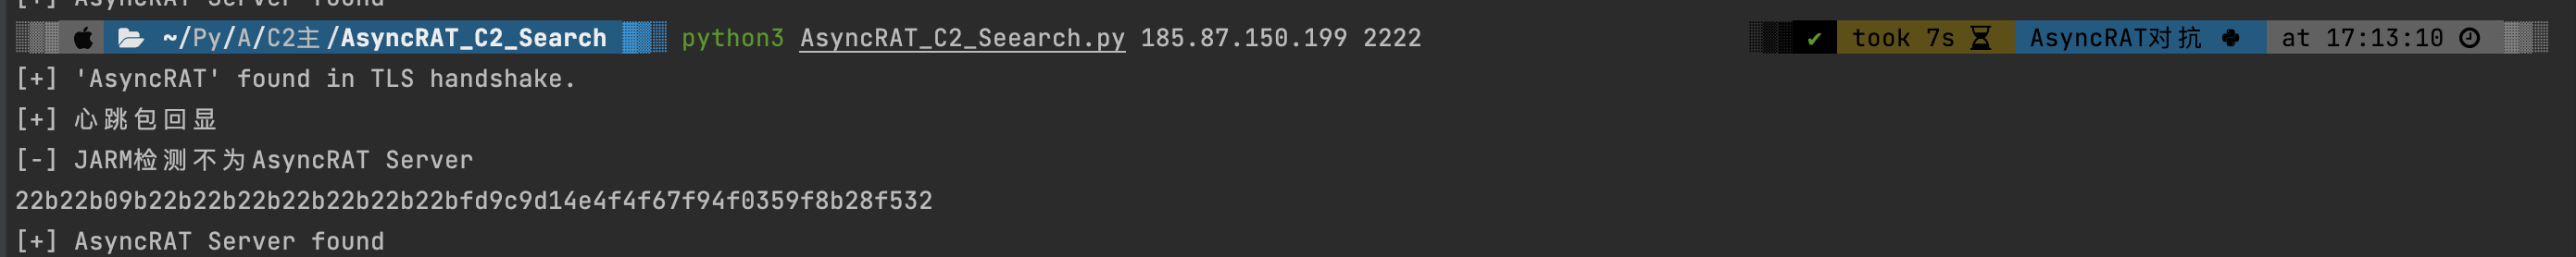 [+] AsyncRAT Server found
~/Py/A/C2主/AsyncRAT_C2_Search python3 AsyncRAT_C2_Seearch.py 185.87.150.199 2222 ✔ took 7s AsyncRAT对抗 at 17:13:10
[+] 'AsyncRAT' found in TLS handshake.
[+] 心跳包回显
[-] JARM检测不为AsyncRAT Server
22b22b09b22b22b22b22b22b22b22bfd9c9d14e4f4f67f94f0359f8b28f532
[+] AsyncRAT Server found